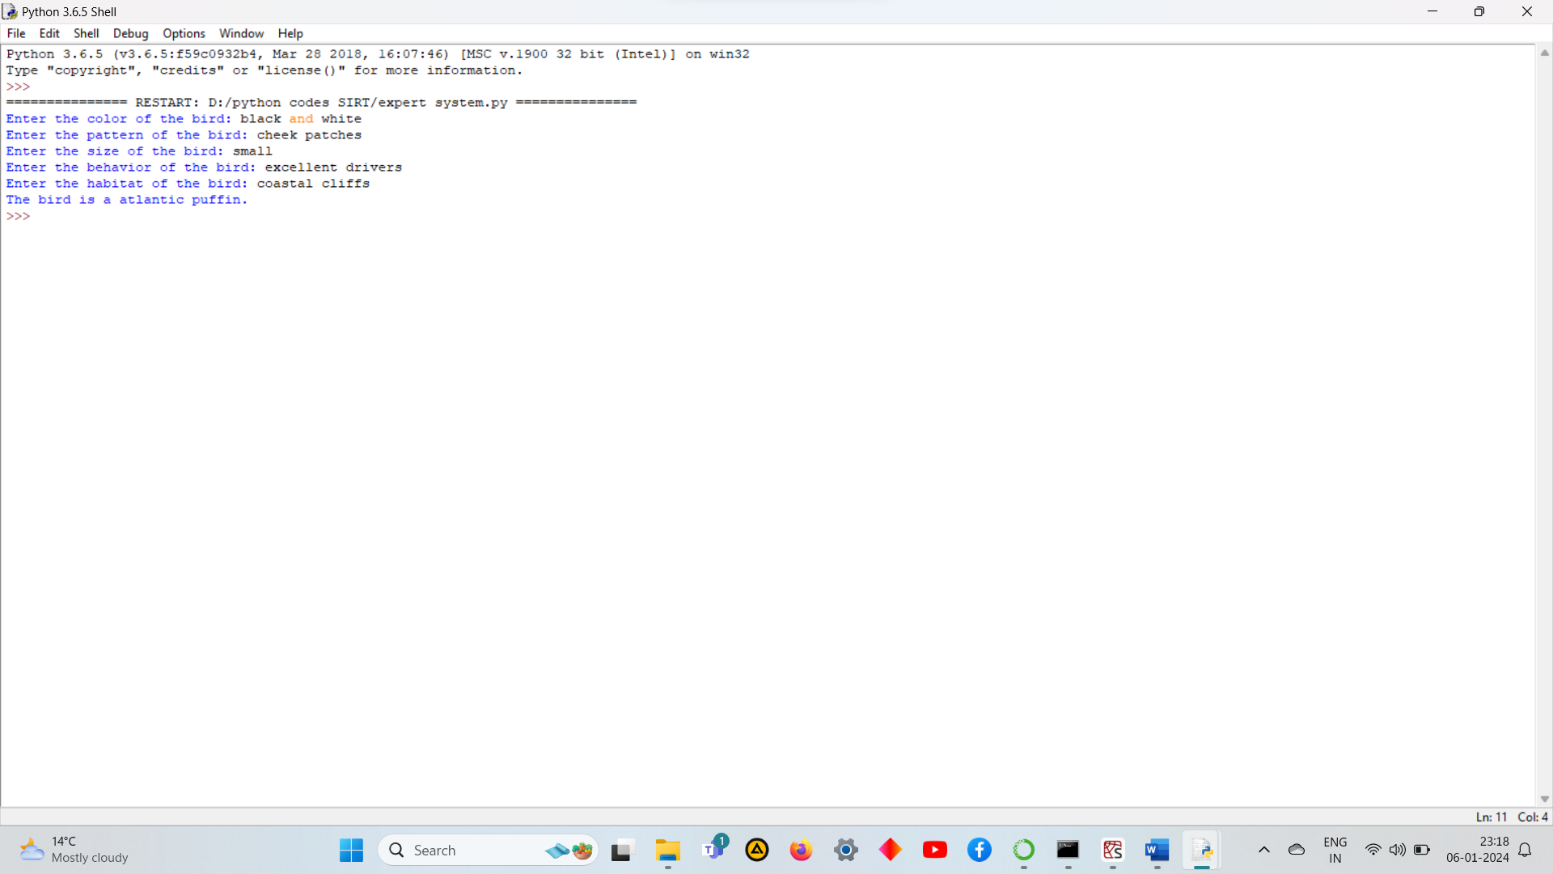 Python 3.6.5 Shell
File Edit Shell Debug Options Window Help
Python 3.6.5 (v3.6.5:f59c0932b4, Mar 28 2018, 16:07:46) [MSC v.1900 32 bit (Intel)] on win32
Type "copyright", "credits" or "license()" for more information.
>>>
=============== RESTART: D:/python codes SIRT/expert system.py ===============
Enter the color of the bird: black and white
Enter the pattern of the bird: cheek patches
Enter the size of the bird: small
Enter the behavior of the bird: excellent drivers
Enter the habitat of the bird: coastal cliffs
The bird is a atlantic puffin.
>>>
Ln: 11 Col: 4
14°C
Mostly cloudy
Search
1
ENG
IN
23:18
06-01-2024